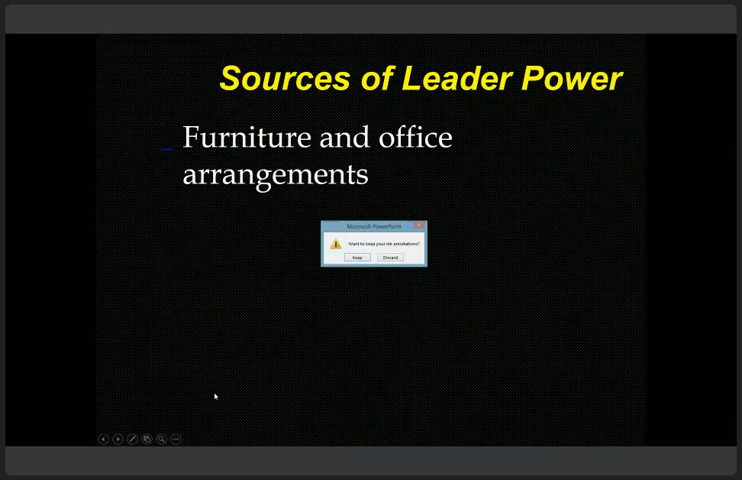 Sources of Leader Power
Furniture and office
arrangements
Microsoft PowerPoint
Want to keep your ink annotations?
Keep
Discard